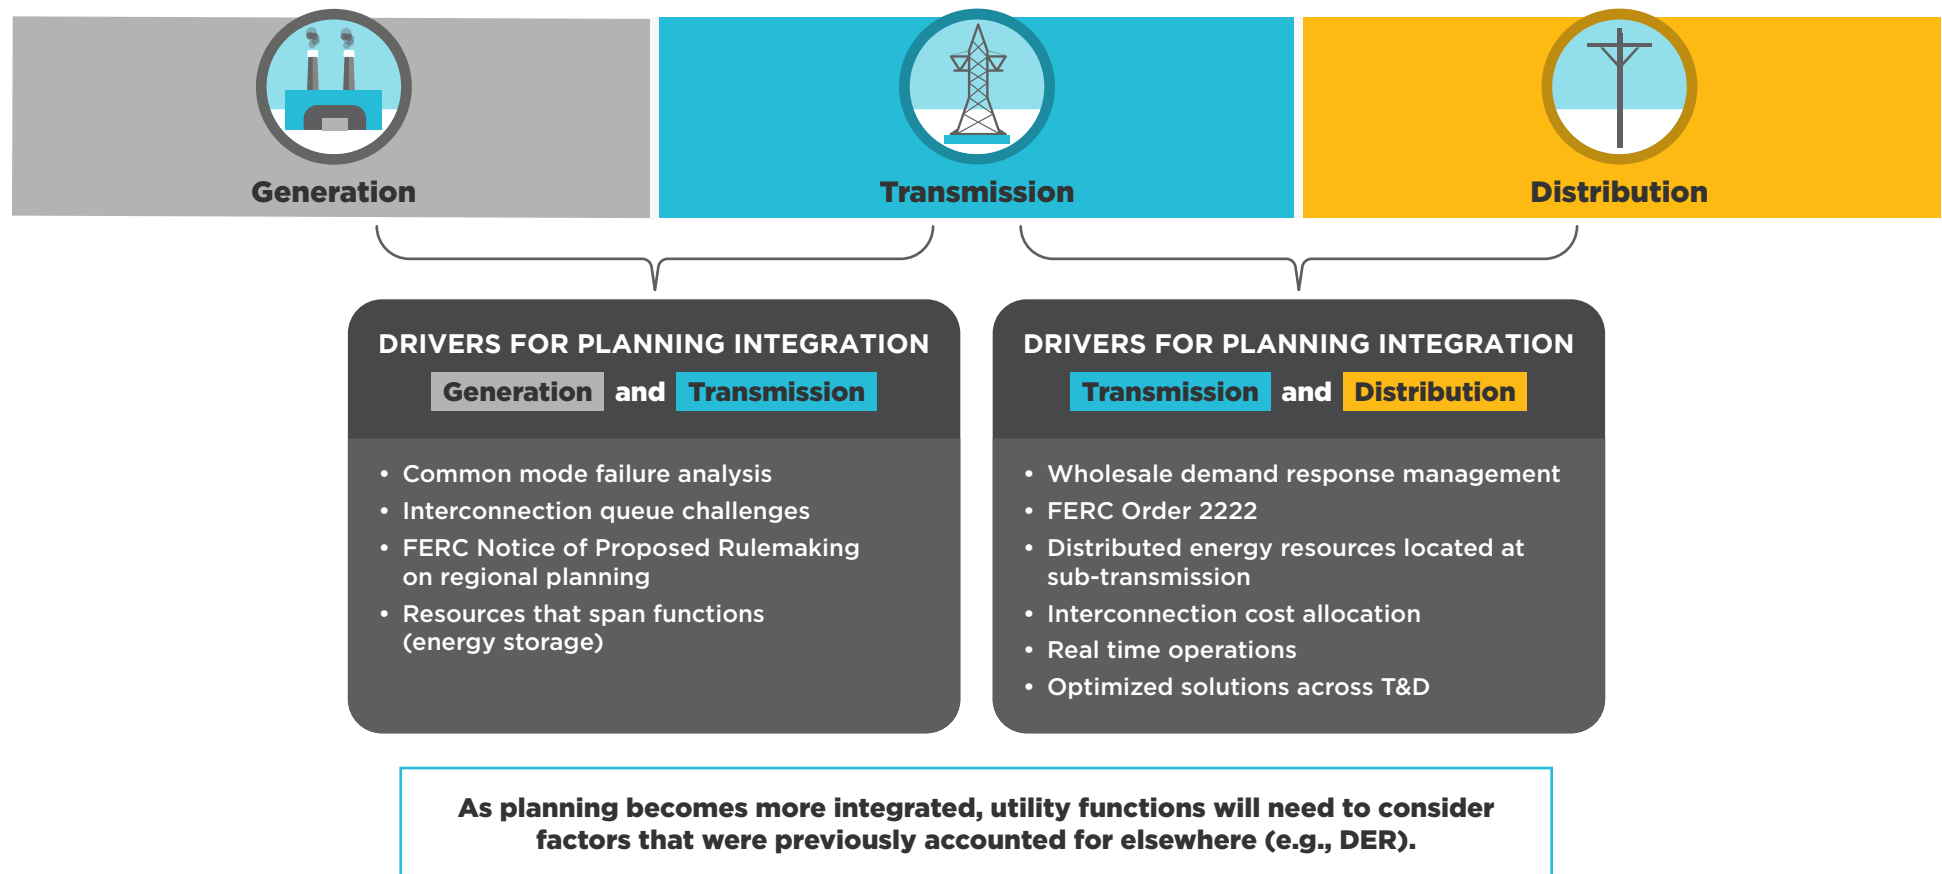 Generation
Transmission
Distribution
DRIVERS FOR PLANNING INTEGRATION
Generation and Transmission
• Common mode failure analysis
• Interconnection queue challenges
• FERC Notice of Proposed Rulemaking
on regional planning
• Resources that span functions
(energy storage)
DRIVERS FOR PLANNING INTEGRATION
Transmission and Distribution
• Wholesale demand response management
• FERC Order 2222
• Distributed energy resources located at
sub-transmission
• Interconnection cost allocation
• Real time operations
• Optimized solutions across T&D
As planning becomes more integrated, utility functions will need to consider
factors that were previously accounted for elsewhere (e.g., DER).